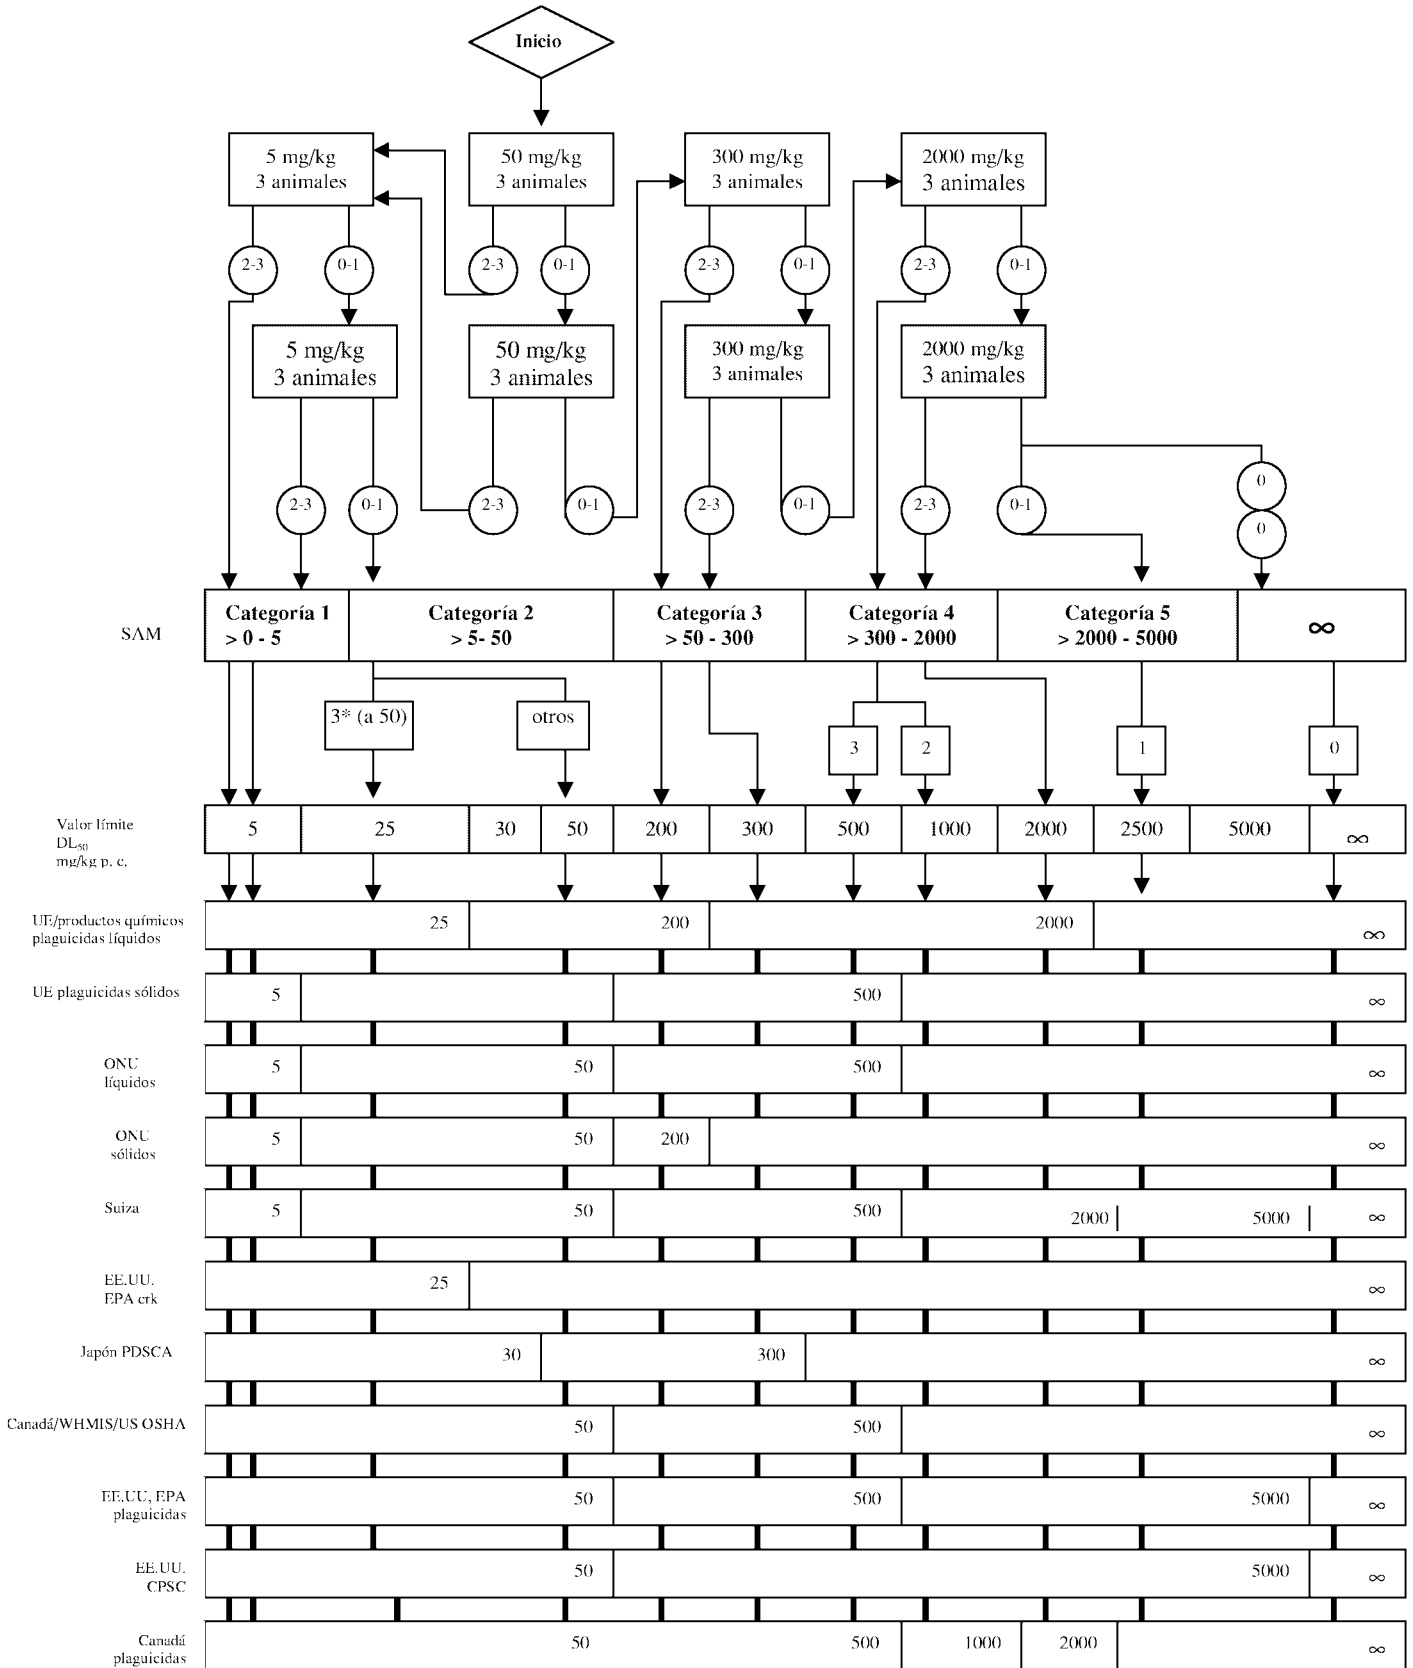 Inicio
5 mg/kg
3 animales
50 mg/kg
3 animales
300 mg/kg
3 animales
2000 mg/kg
3 animales
2-3
0-1
2-3
0-1
2-3
0-1
2-3
0-1
5 mg/kg
3 animales
50 mg/kg
3 animales
300 mg/kg
3 animales
2000 mg/kg
3 animales
2-3
0-1
2-3
0-1
2-3
0-1
2-3
0-1
0
0
SAM
Categoría 1
> 0 - 5
Categoría 2
> 5- 50
Categoría 3
> 50 - 300
Categoría 4
> 300 - 2000
Categoría 5
> 2000 - 5000
∞
3* (a 50)
otros
3
2
1
0
Valor límite
DL50
mg/kg p. c.
5
25
30
50
200
300
500
1000
2000
2500
5000
∞
UE/productos químicos
plaguicidas líquidos
25
200
2000
∞
UE plaguicidas sólidos
5
500
∞
ONU
líquidos
5
50
500
∞
ONU
sólidos
5
50
200
∞
Suiza
5
50
500
2000
5000
∞
EE.UU.
EPA crk
25
∞
Japón PDSCA
30
300
∞
Canadá/WHMIS/US OSHA
50
500
∞
EE.UU, EPA
plaguicidas
50
500
5000
∞
EE.UU.
CPSC
50
5000
∞
Canadá
plaguicidas
50
500
1000
2000
∞